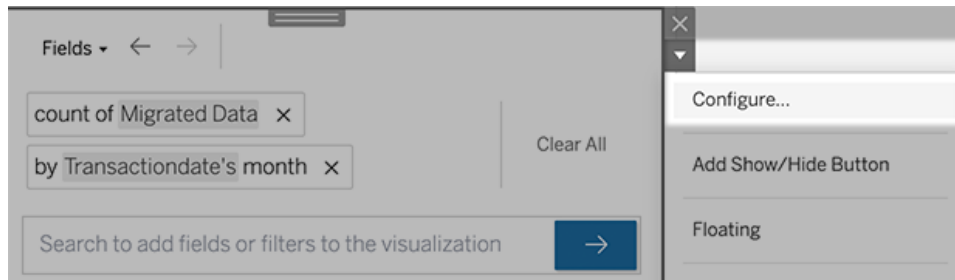 Fields
count of Migrated Data
by Transactiondate's month
Clear All
Search to add fields or filters to the visualization
Configure...
Add Show/Hide Button
Floating